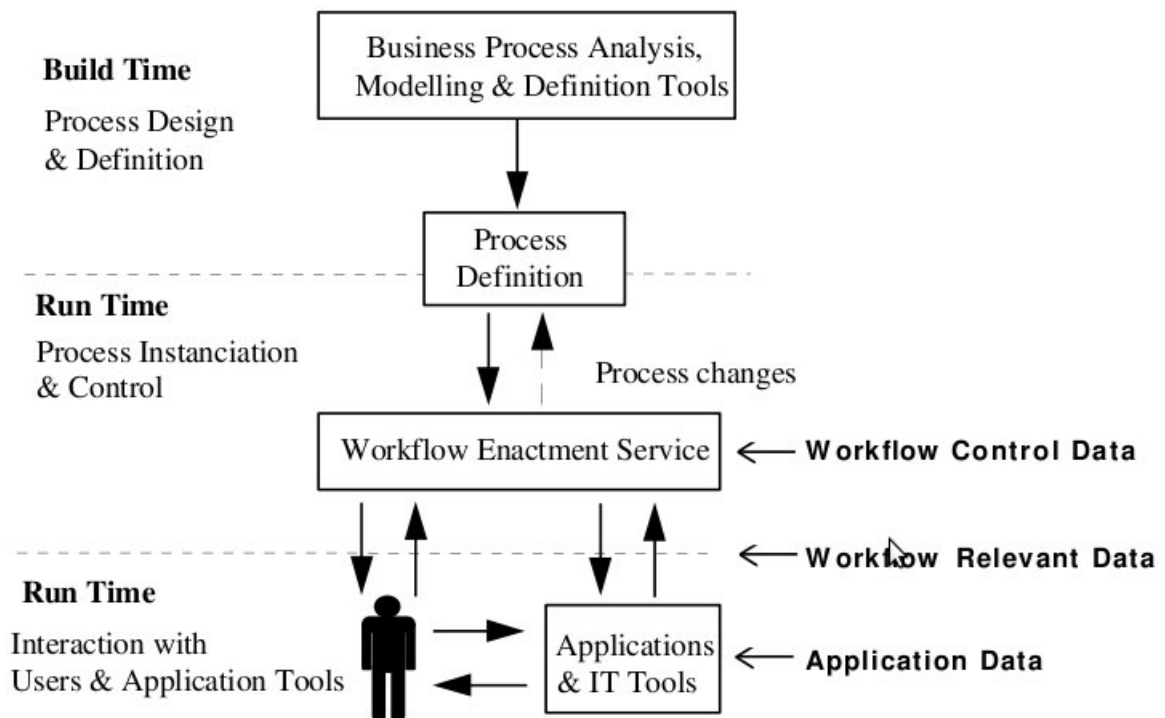 Business Process Analysis,
Modelling & Definition Tools
Build Time
Process Design
& Definition
Process
Definition
Run Time
Process Instanciation
& Control
Process changes
Workflow Enactment Service
Workflow Control Data
Workflow Relevant Data
Run Time
Interaction with
Users & Application Tools
Applications
& IT Tools
Application Data